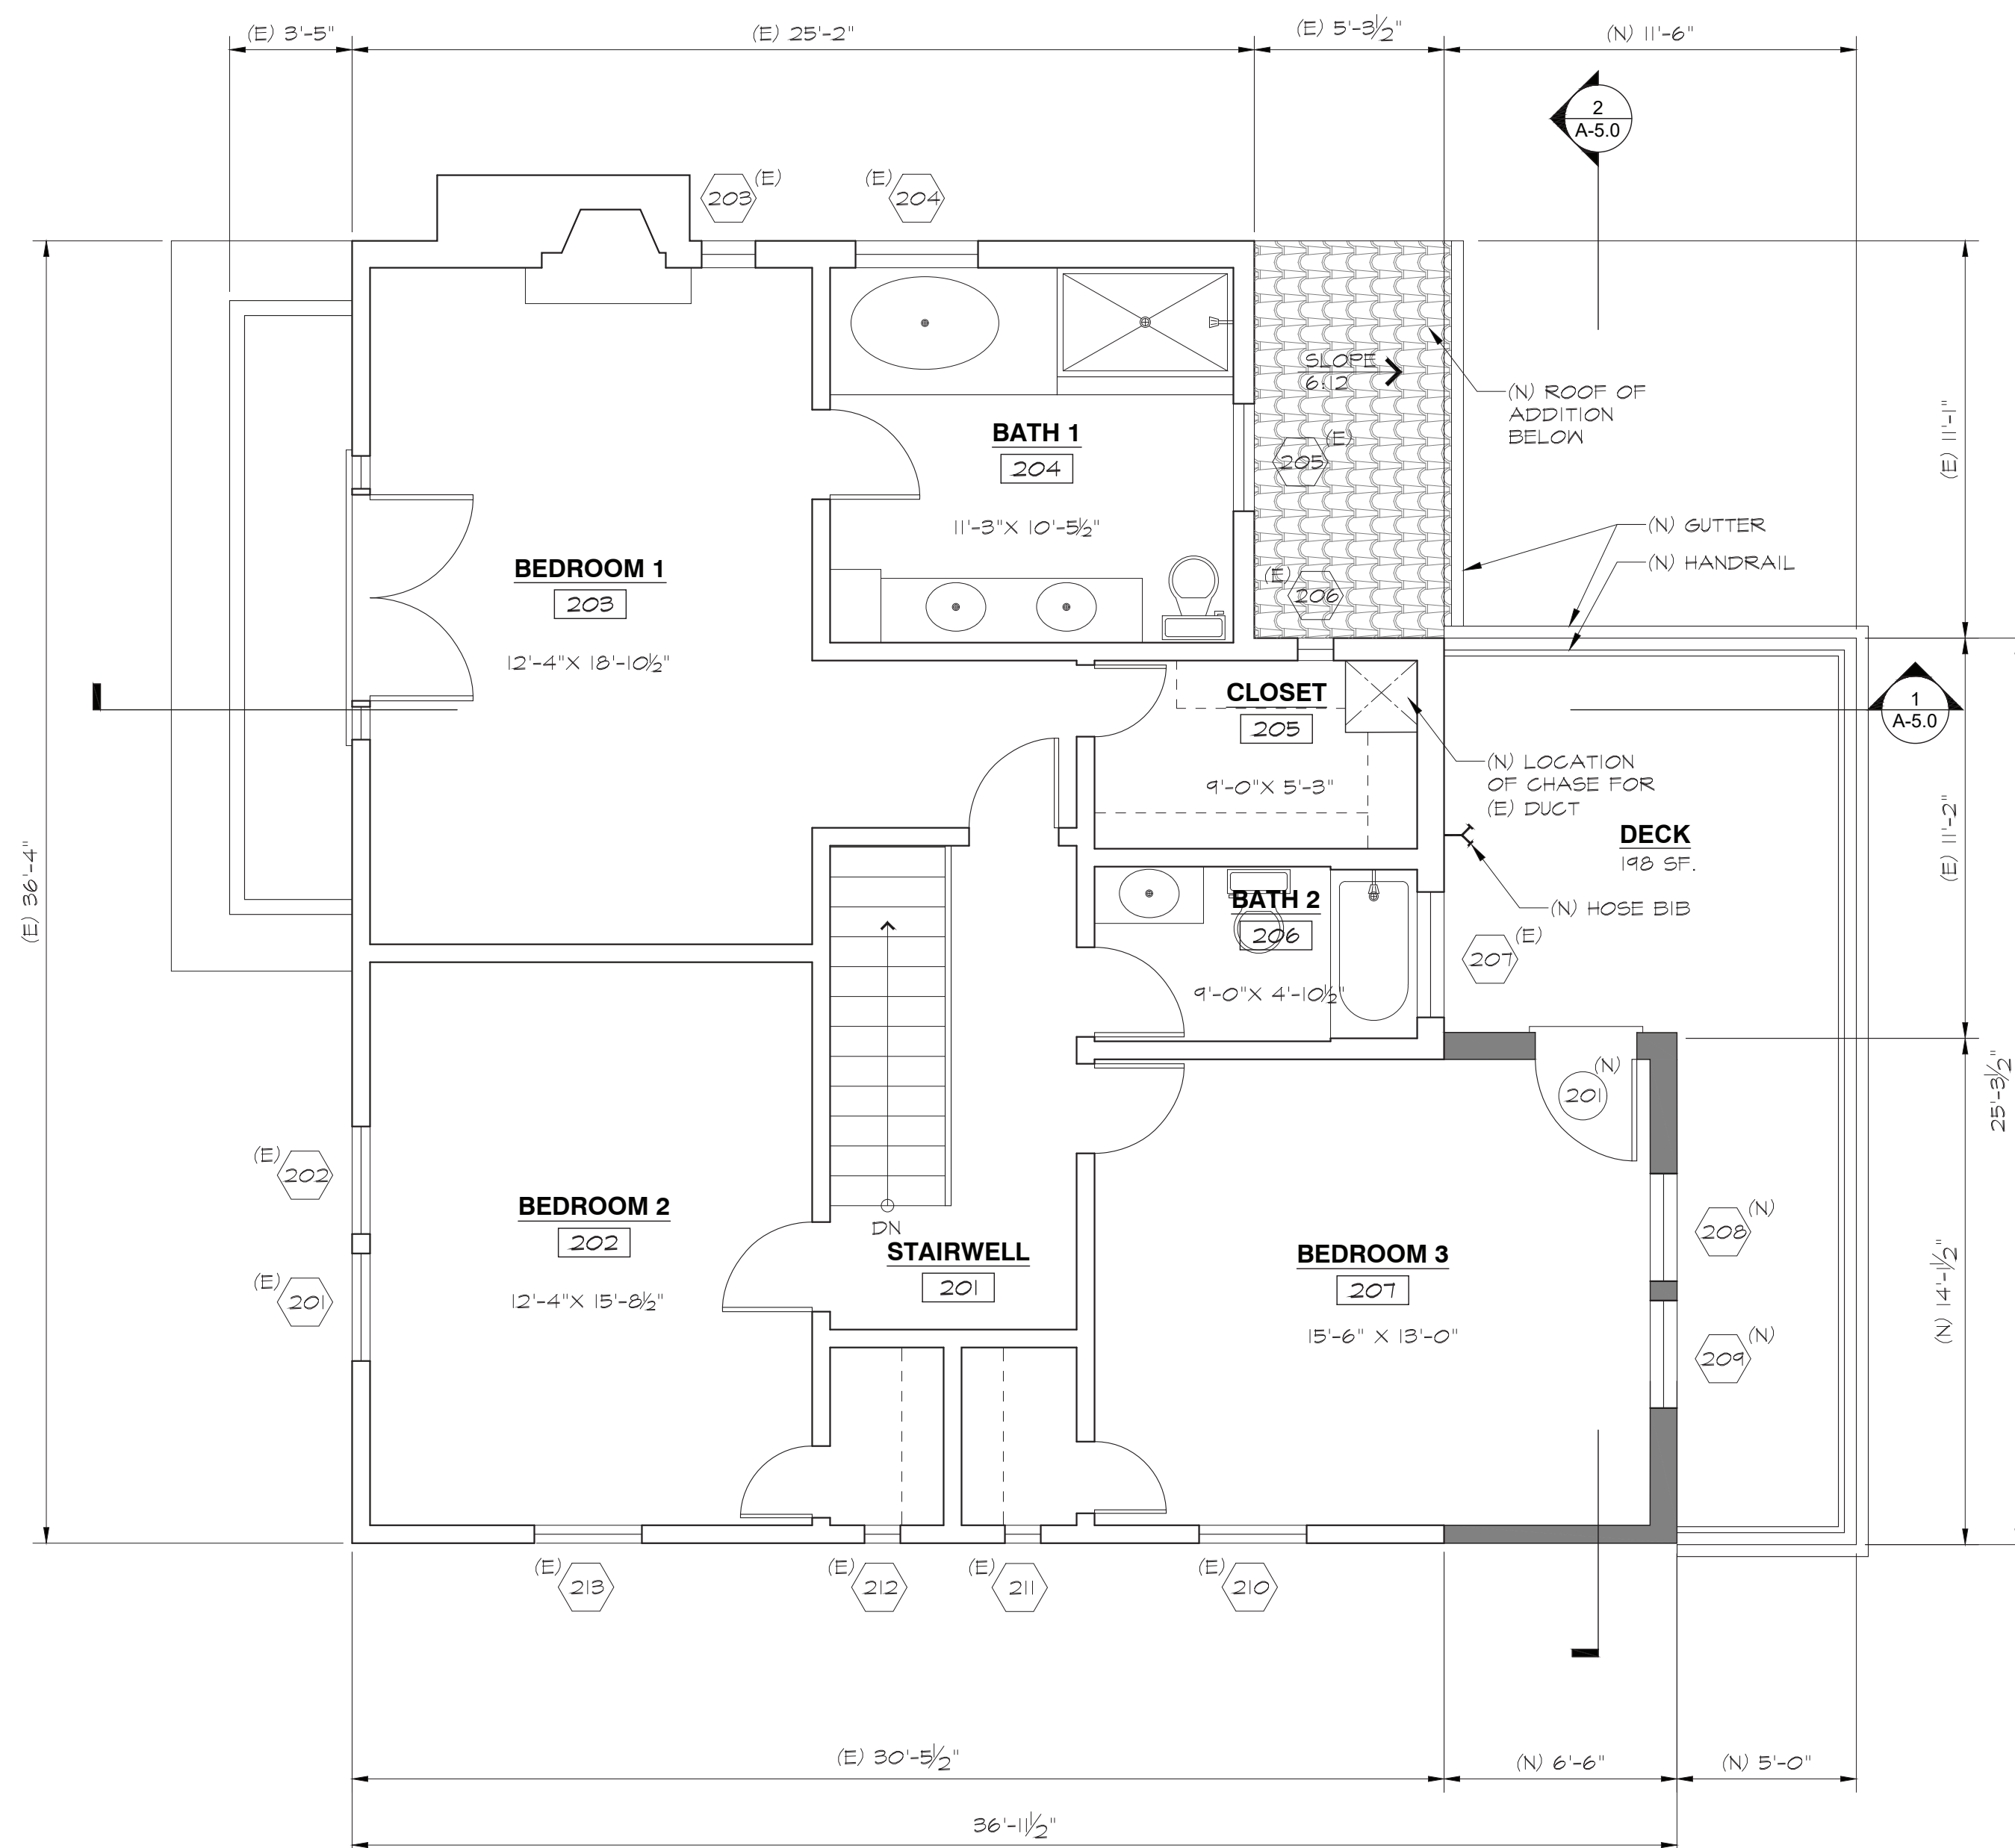 (E) 3'-5"
(E) 25'-2"
(E) 5'-3½"
(N) 11'-6"
2
A-5.0
(E)
203
(E)
204
SLOPE
6:12
(N) ROOF OF
ADDITION
BELOW
(E) 11'-1"
BATH 1
204
11'-3"X 10'-5½"
(E)
205
(N) GUTTER
(N) HANDRAIL
BEDROOM 1
203
12'-4"X 18'-10½"
(E)
206
CLOSET
205
9'-0"X 5'-3"
1
A-5.0
(N) LOCATION
OF CHASE FOR
(E) DUCT
DECK
198 SF.
(E) 11'-2"
(E) 36'-4"
BATH 2
206
9'-0"X 4'-10½"
(N) HOSE BIB
(E)
207
(N)
201
25'-3½"
(E)
202
BEDROOM 2
202
12'-4"X 15'-8½"
(E)
201
DN
STAIRWELL
201
BEDROOM 3
207
15'-6" X 13'-0"
(N)
208
(N)
209
(N) 14'-1½"
(E)
213
(E)
212
(E)
211
(E)
210
(E) 30'-5½"
(N) 6'-6"
(N) 5'-0"
36'-11½"